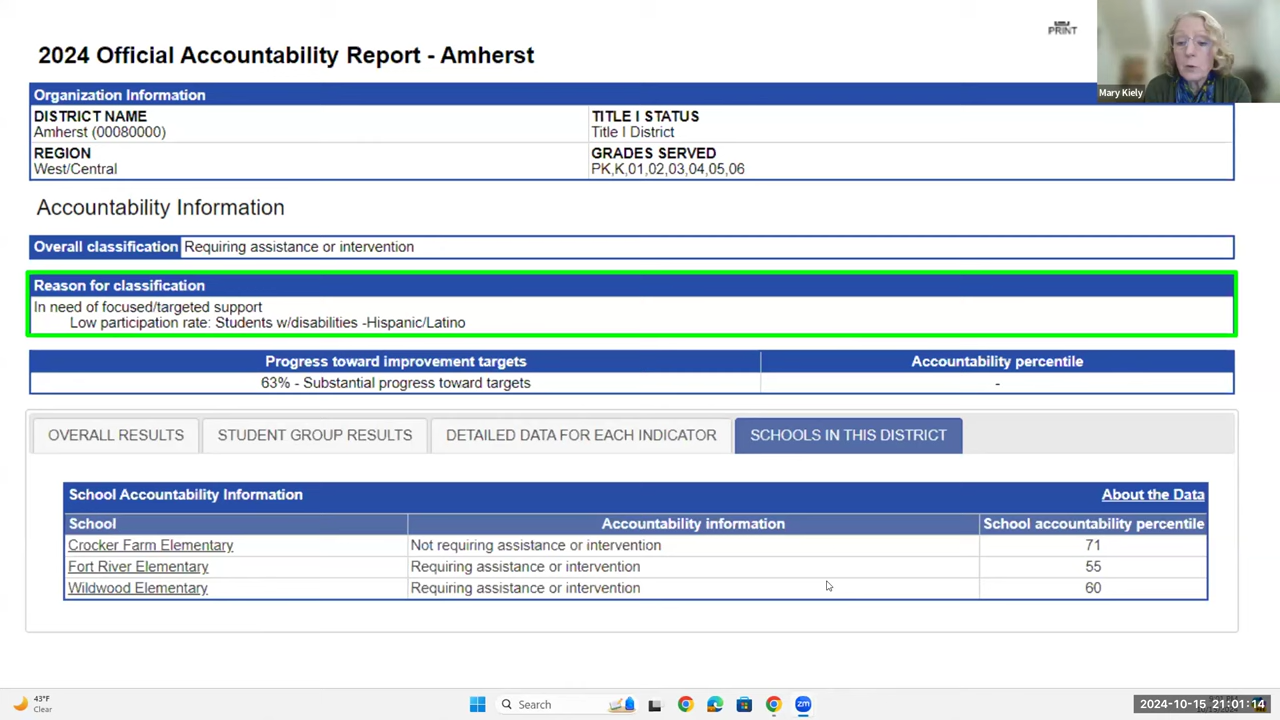 PRINT
2024 Official Accountability Report - Amherst
Mary Kiely
Organization Information
DISTRICT NAME
Amherst (00080000)
TITLE I STATUS
Title I District
REGION
West/Central
GRADES SERVED
PK,K,01,02,03,04,05,06
Accountability Information
Overall classification Requiring assistance or intervention
Reason for classification
In need of focused/targeted support
Low participation rate: Students w/disabilities -Hispanic/Latino
Progress toward improvement targets Accountability percentile
63% - Substantial progress toward targets -
OVERALL RESULTS STUDENT GROUP RESULTS DETAILED DATA FOR EACH INDICATOR SCHOOLS IN THIS DISTRICT
School Accountability Information About the Data
School Accountability information School accountability percentile
Crocker Farm Elementary Not requiring assistance or intervention 71
Fort River Elementary Requiring assistance or intervention 55
Wildwood Elementary Requiring assistance or intervention 60
43°F
Clear
Search
zm
2024-10-15 21:01:14